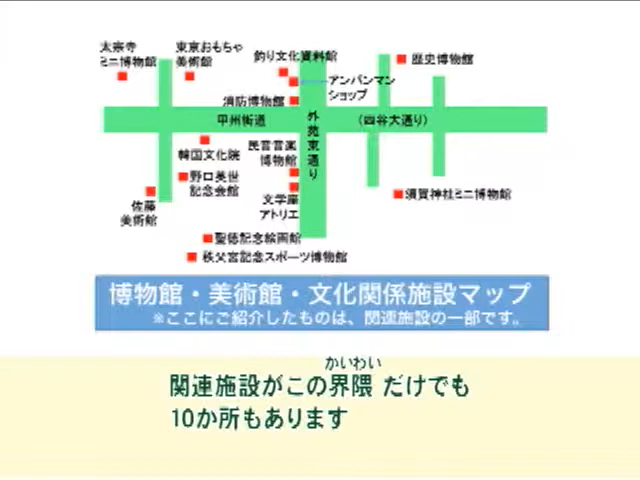 太宗寺
ミニ博物館
東京おもちゃ
美術館
釣り文化資料館
歴史博物館
アンパンマン
ショップ
消防博物館
甲州街道
外苑東通り
(四谷大通り)
韓国文化院
民音音楽
博物館
野口英世
記念会館
須賀神社ミニ博物館
佐藤
美術館
文学座
アトリエ
聖徳記念絵画館
秩父宮記念スポーツ博物館
博物館・美術館・文化関係施設マップ
※ここにご紹介したものは、関連施設の一部です。
かいわい
関連施設がこの界隈 だけでも
10か所もあります